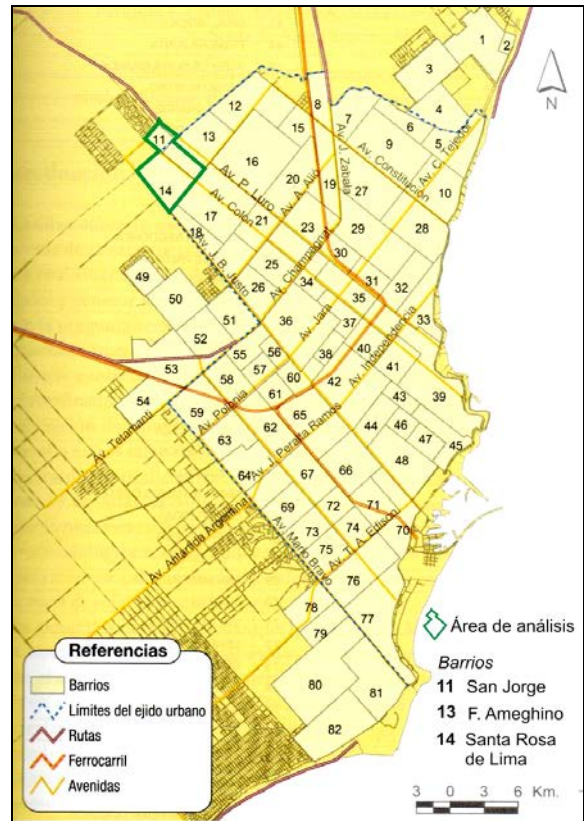 1
2
3
4
N
8
12
7
6
5
15
9
11
13
10
16
Av. J. Zabala
Av. Constitución
Av. C. Tejedor
Av. P. Luro
20
Av. A. Alió
19
27
14
Av. Colón
17
21
23
29
28
18
Av. J. B. Justo
Av. Champagnat
30
25
31
32
49
26
34
35
50
Av. Jara
33
51
36
37
Av. Independencia
52
55
56
38
40
53
57
60
41
58
61
42
39
54
43
59
Av. Polonia
65
46
62
44
47
45
Av. Telamanti
63
Av. J. Peralta Ramos
48
64
67
66
Av. Antártida Argentina
69
72
71
Av. Mario Bravo
73
74
Av. T. A. Edison
70
75
76
78
77
79
80
81
82
Referencias
Barrios
Límites del ejido urbano
Rutas
Ferrocarril
Avenidas
Área de análisis
Barrios
11 San Jorge
13 F. Ameghino
14 Santa Rosa
de Lima
3 0 3 6 Km.